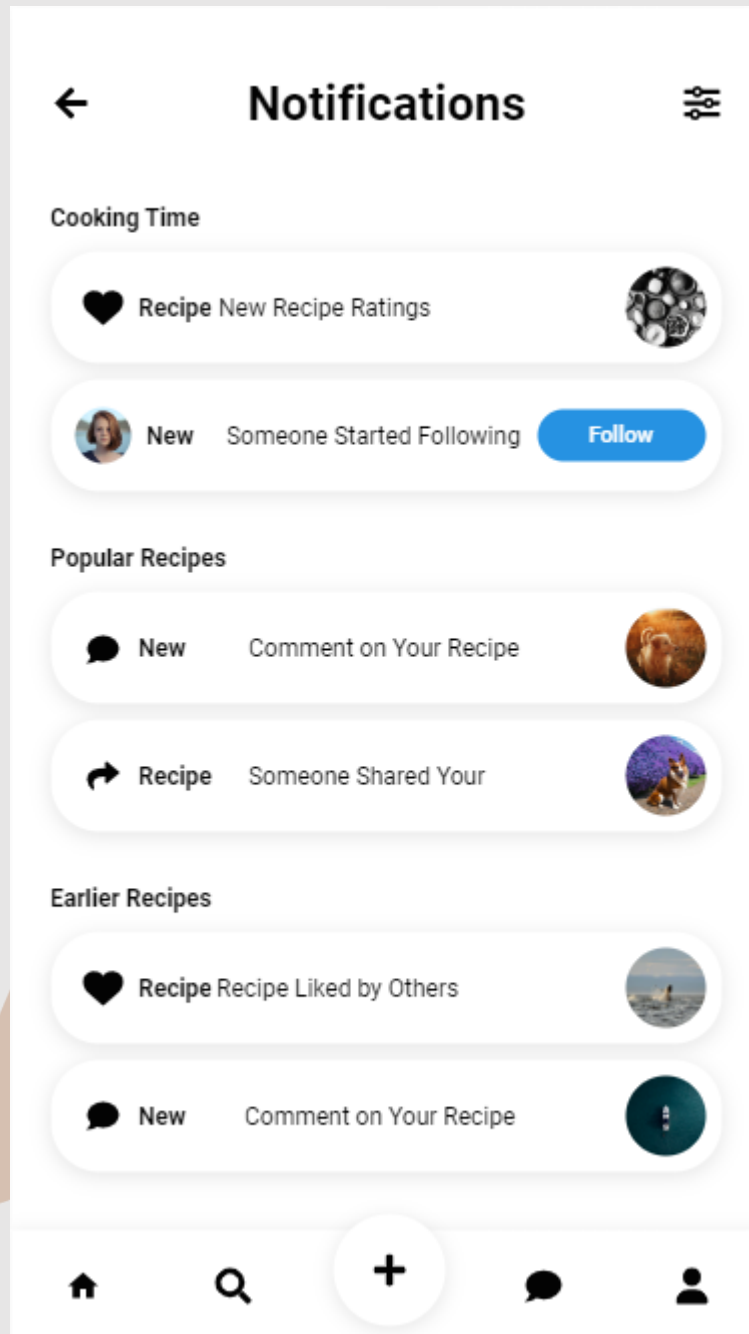 Notifications
Cooking Time
Recipe New Recipe Ratings
New Someone Started Following Follow
Popular Recipes
New Comment on Your Recipe
Recipe Someone Shared Your
Earlier Recipes
Recipe Recipe Liked by Others
New Comment on Your Recipe